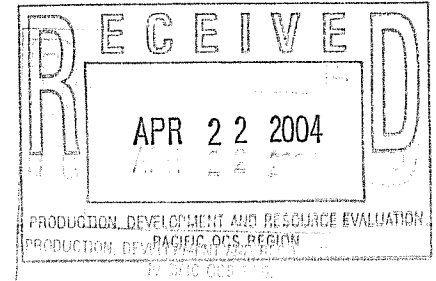 RECEIVED
APR 22 2004
PRODUCTION, DEVELOPMENT AND RESOURCE EVALUATION
PACIFIC OCS REGION